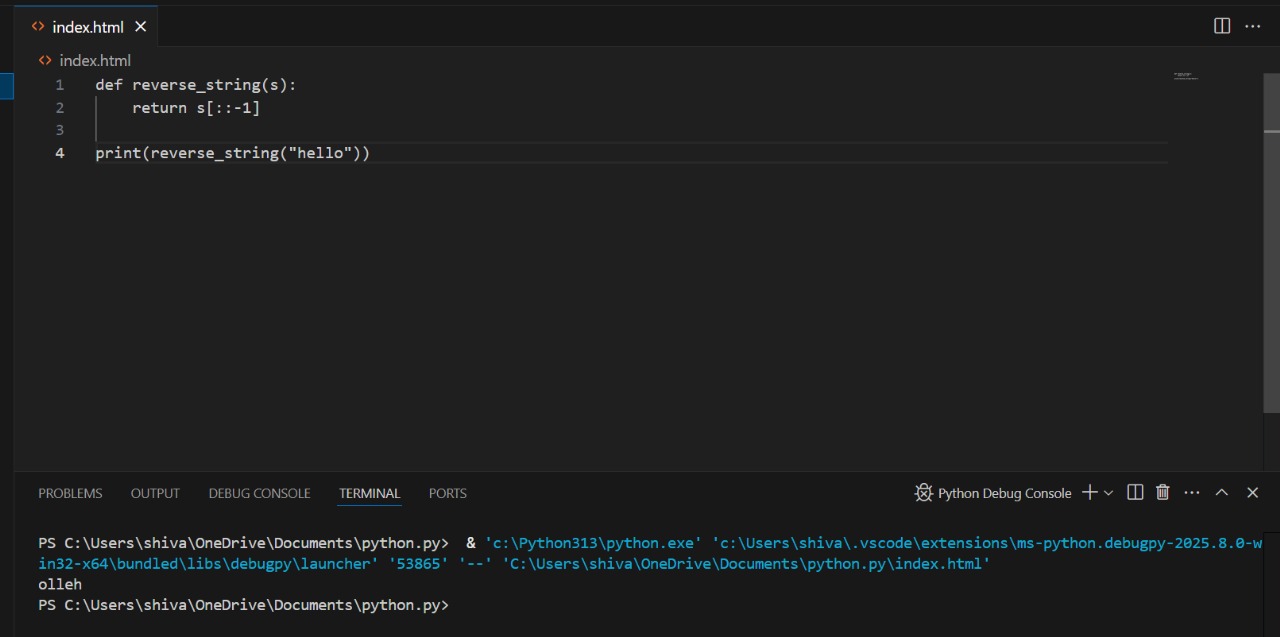 index.html
index.html
1 def reverse_string(s):
2 return s[::-1]
3
4 print(reverse_string("hello"))
PROBLEMS OUTPUT DEBUG CONSOLE TERMINAL PORTS Python Debug Console
PS C:\Users\shiva\OneDrive\Documents\python.py> & 'c:\Python313\python.exe' 'c:\Users\shiva\.vscode\extensions\ms-python.debugpy-2025.8.0-w
in32-x64\bundled\libs\debugpy\launcher' '53865' '--' 'C:\Users\shiva\OneDrive\Documents\python.py\index.html'
olleh
PS C:\Users\shiva\OneDrive\Documents\python.py>